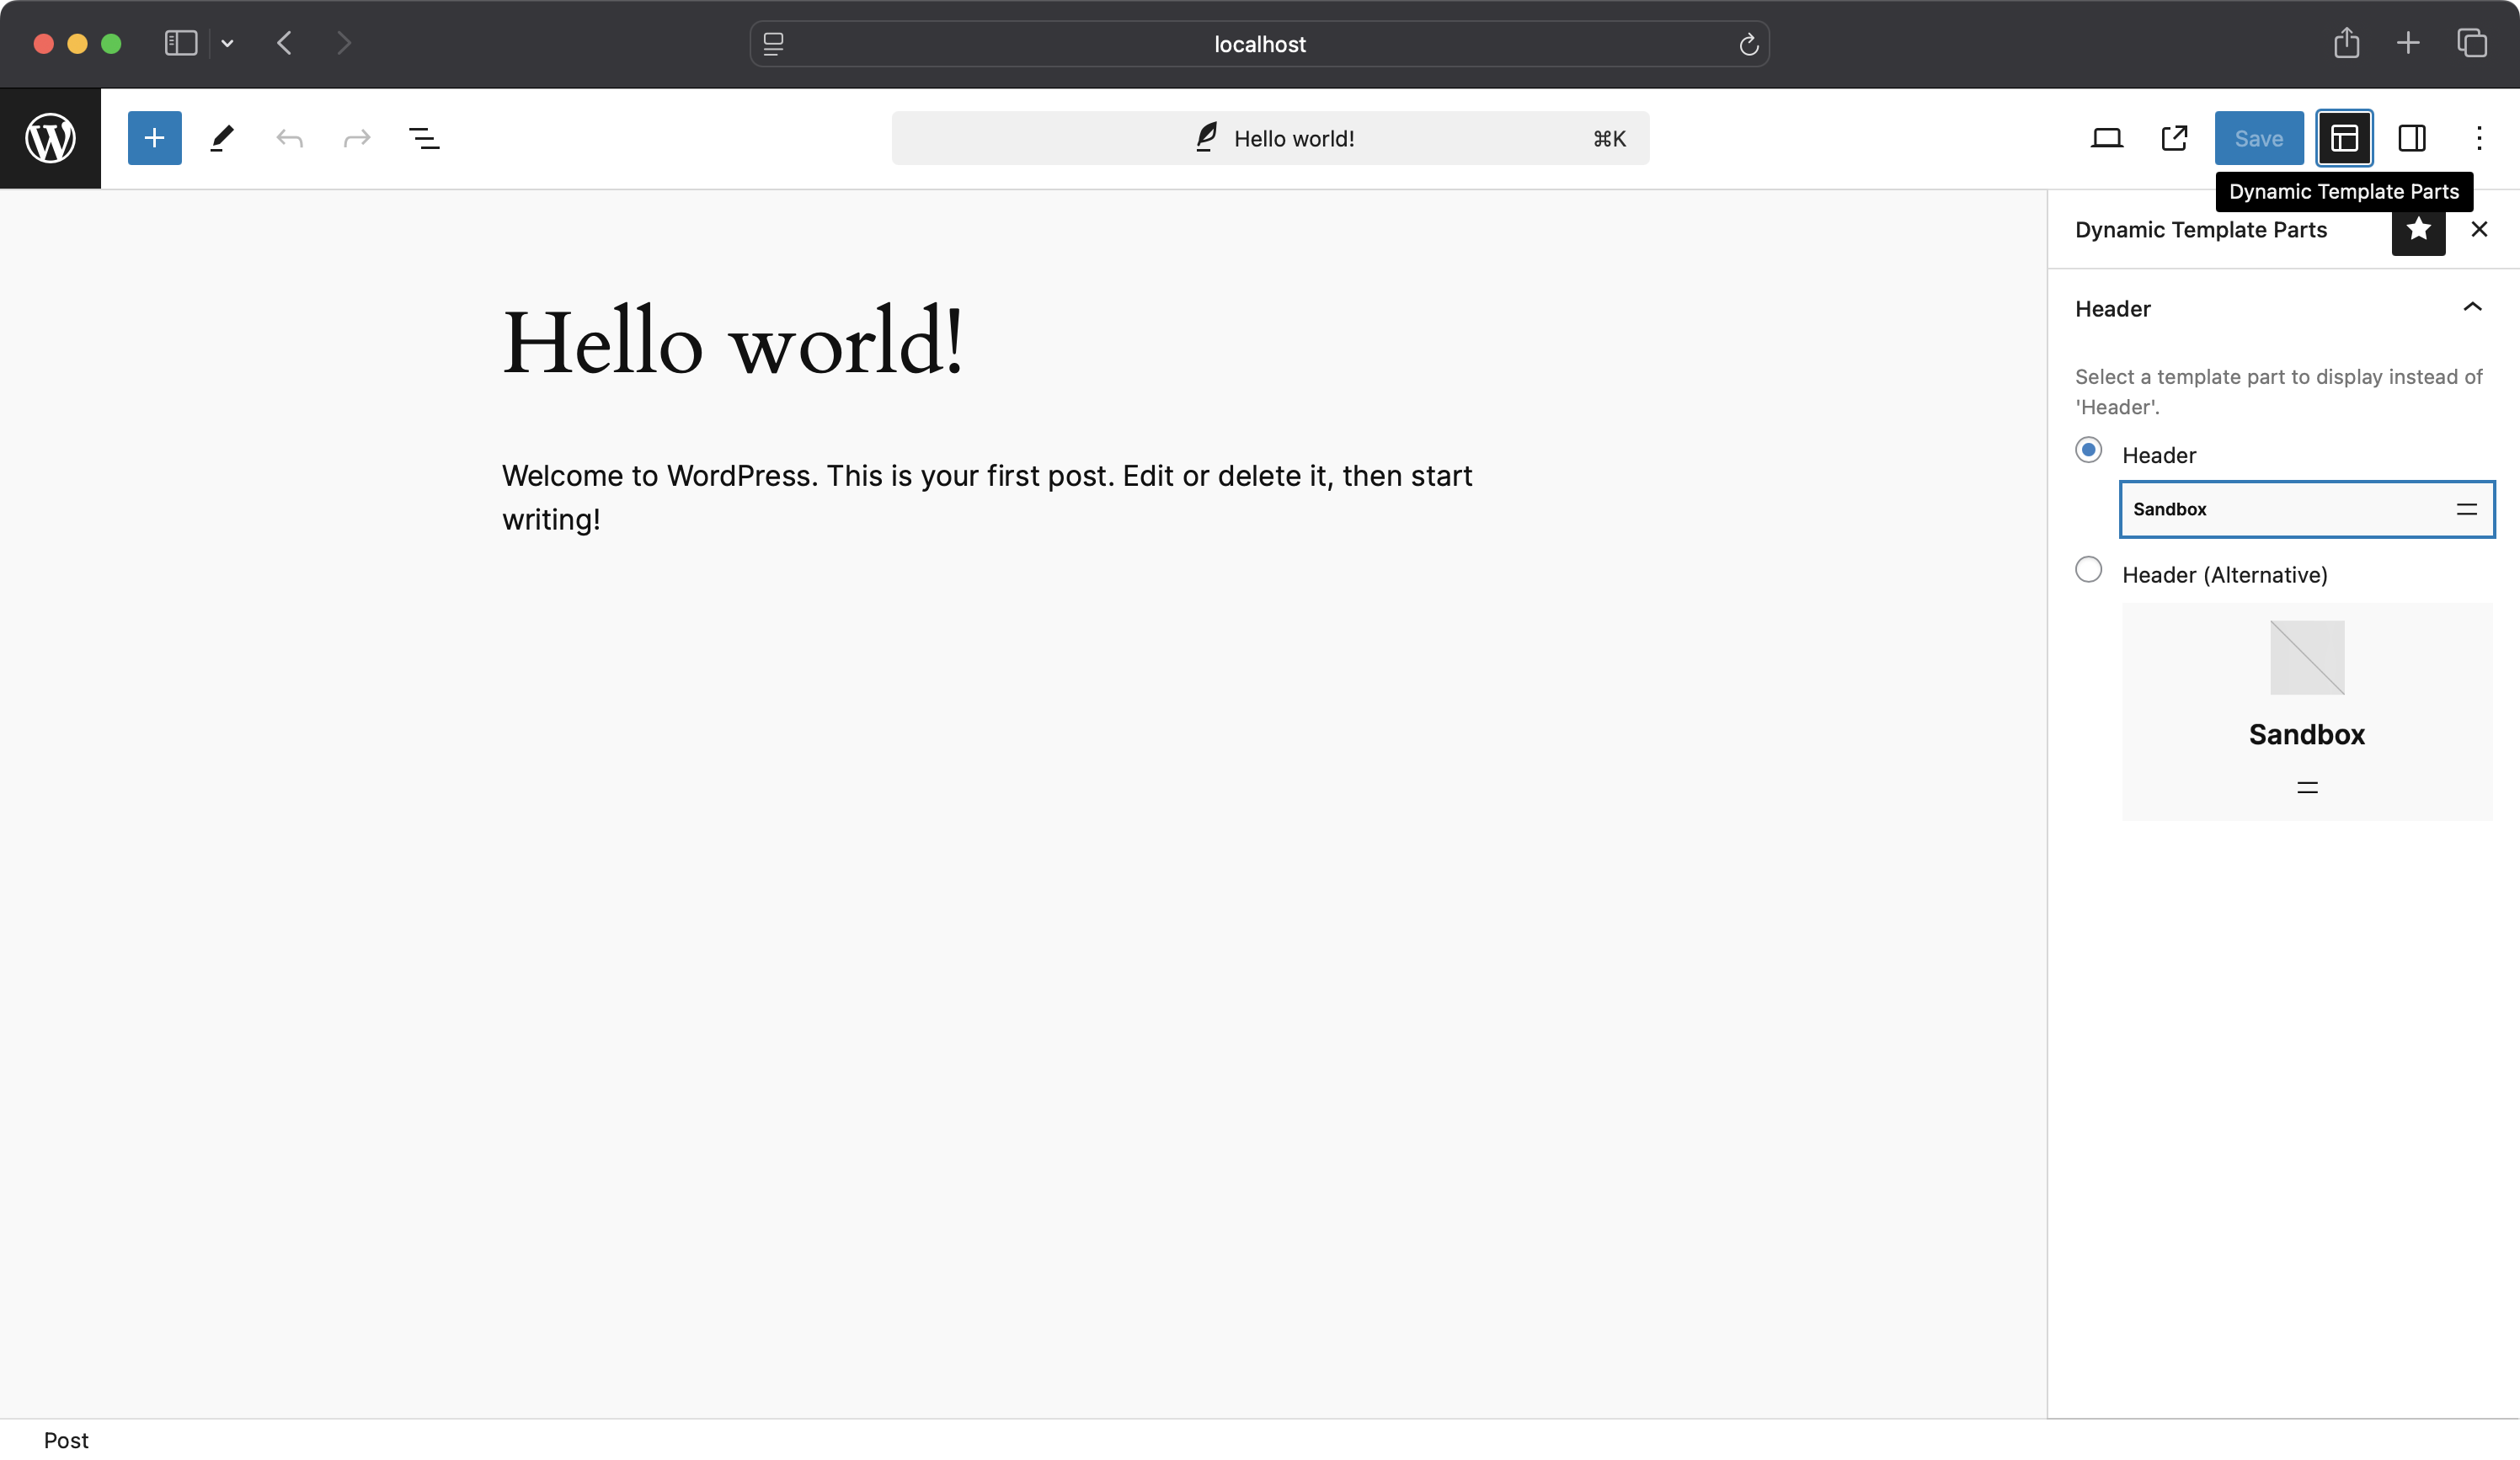 localhost
Hello world!
⌘K
Save
Dynamic Template Parts
Dynamic Template Parts
Hello world!
Welcome to WordPress. This is your first post. Edit or delete it, then start
writing!
Header
Select a template part to display instead of
'Header'.
Header
Sandbox
Header (Alternative)
Sandbox
Post